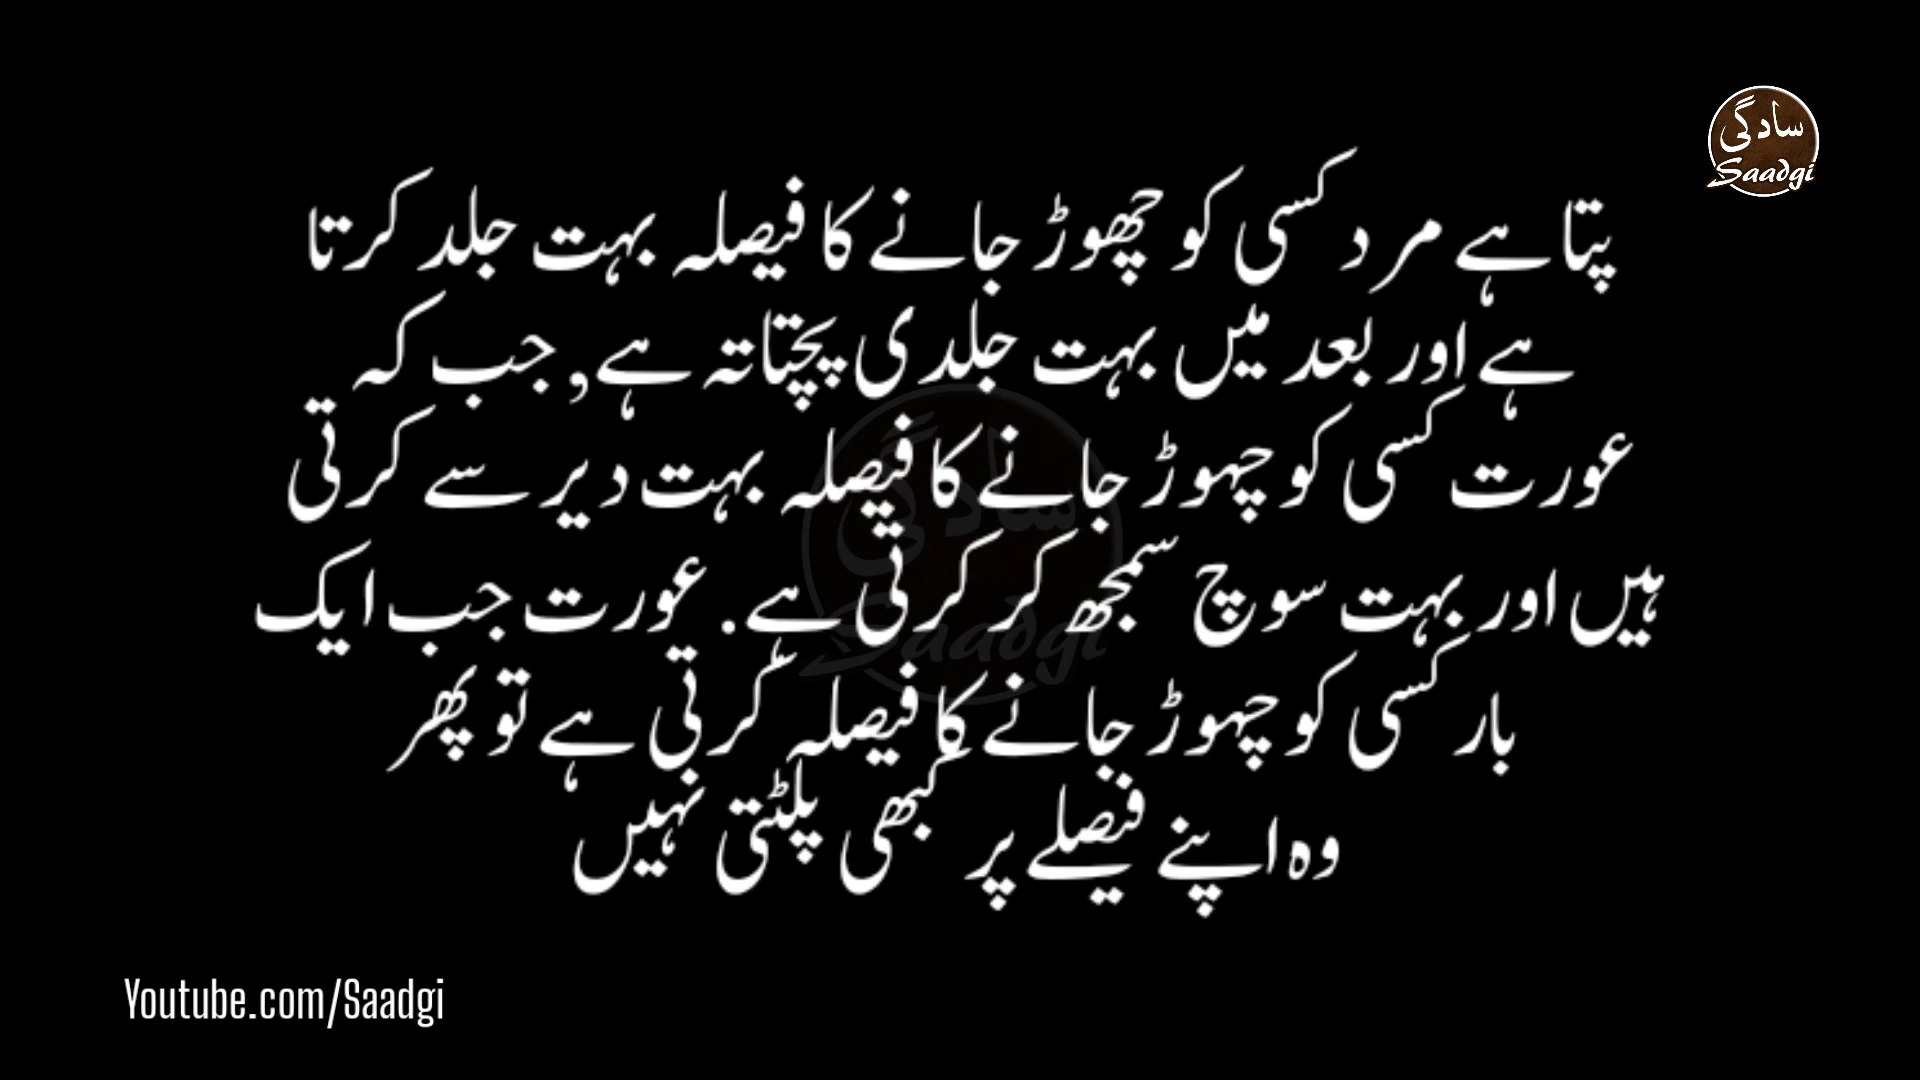 سادگی
Saadgi
پتا ہے مرد کسی کو چھوڑ جانے کا فیصلہ بہت جلد کرتا
ہے اور بعد میں بہت جلدی پچتاتہ ہے, جب کہ
عورت کسی کو چہوڑ جانے کا فیصلہ بہت دیر سے کرتی
ہیں اور بہت سوچ سمجھ کر کرتی ہے. عورت جب ایک
بار کسی کو چہوڑ جانے کا فیصلہ کرتی ہے تو پھر
وہ اپنے فیصلے پر کبھی پلٹتی نہیں
Youtube.com/Saadgi